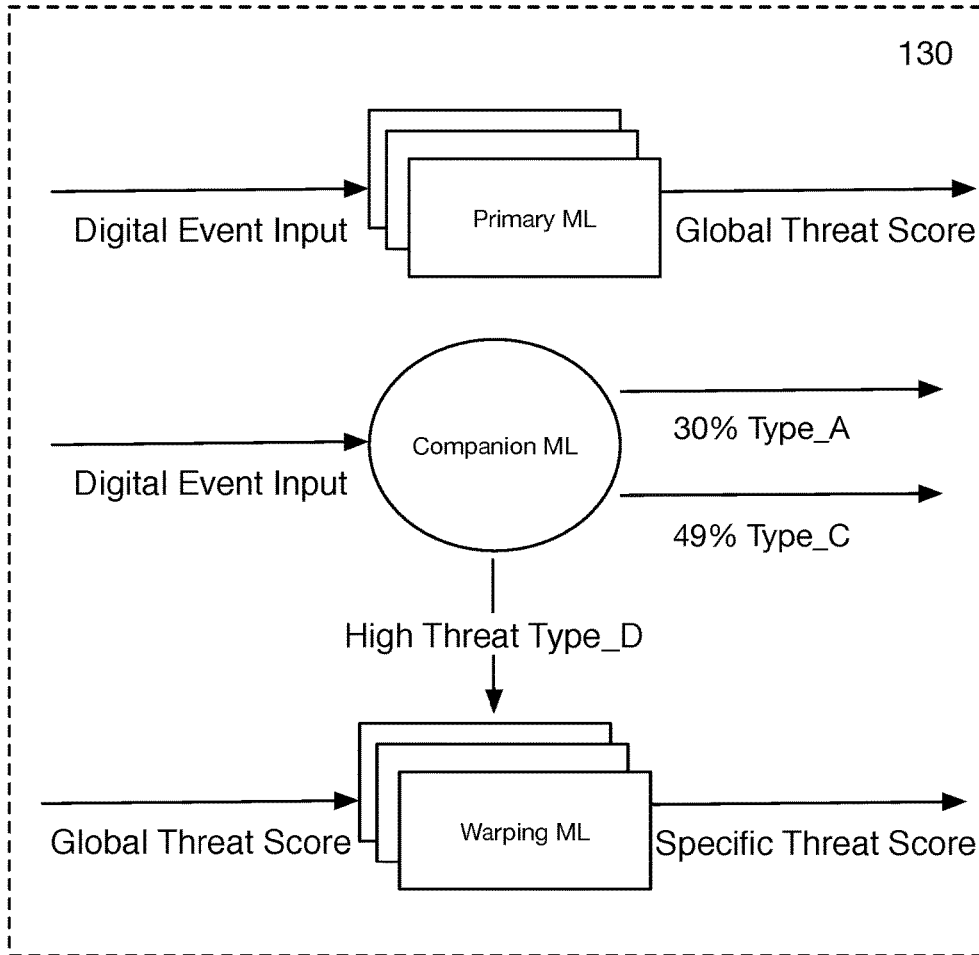 130
Primary ML
Digital Event Input
Global Threat Score
Companion ML
30% Type_A
Digital Event Input
49% Type_C
High Threat Type_D
Warping ML
Global Threat Score
Specific Threat Score